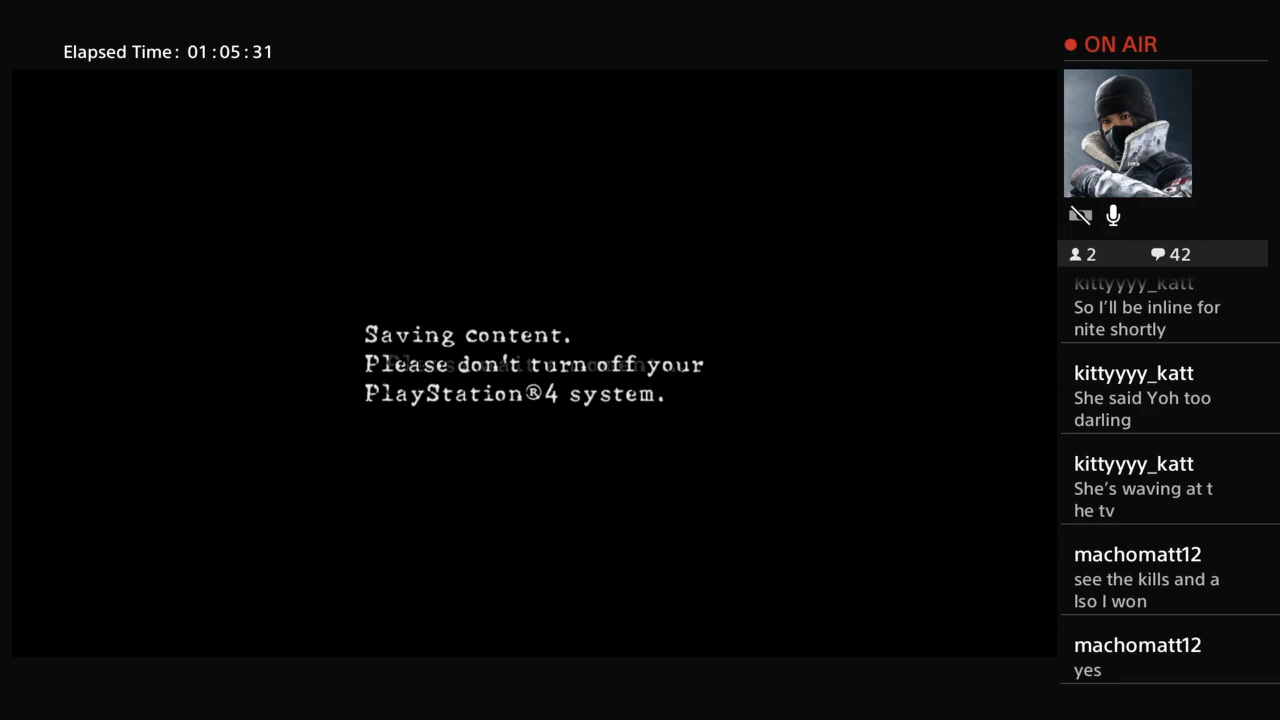 Elapsed Time: 01:05:31
ON AIR
2 42
kittyyyy_katt
So I'll be inline for
nite shortly
kittyyyy_katt
She said Yoh too
darling
kittyyyy_katt
She's waving at t
he tv
machomatt12
see the kills and a
lso I won
machomatt12
yes
Saving content.
Please don't turn off your
PlayStation®4 system.